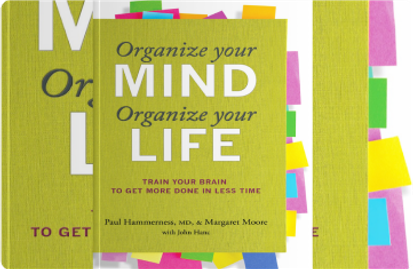 M
Org
L
TO GET
Organize your
MIND
Organize your
LIFE
TRAIN YOUR BRAIN
TO GET MORE DONE IN LESS TIME
Paul Hammerness, MD, & Margaret Moore
with John Hanc
E